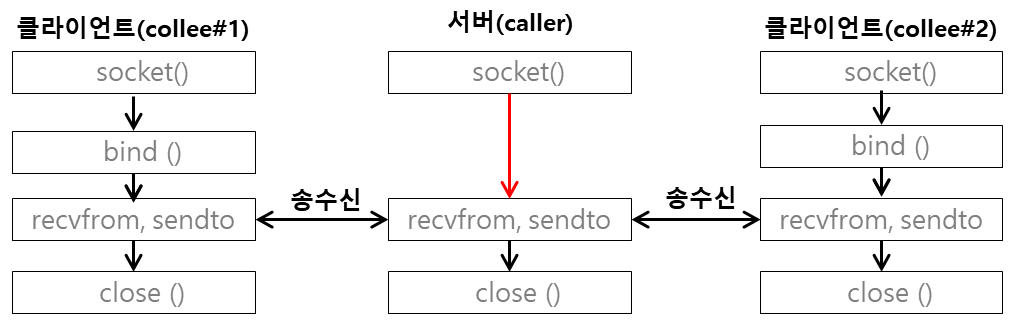 클라이언트(collee#1)
서버(caller)
클라이언트(collee#2)
socket()
socket()
socket()
bind ()
bind ()
recvfrom, sendto
송수신
recvfrom, sendto
송수신
recvfrom, sendto
close ()
close ()
close ()